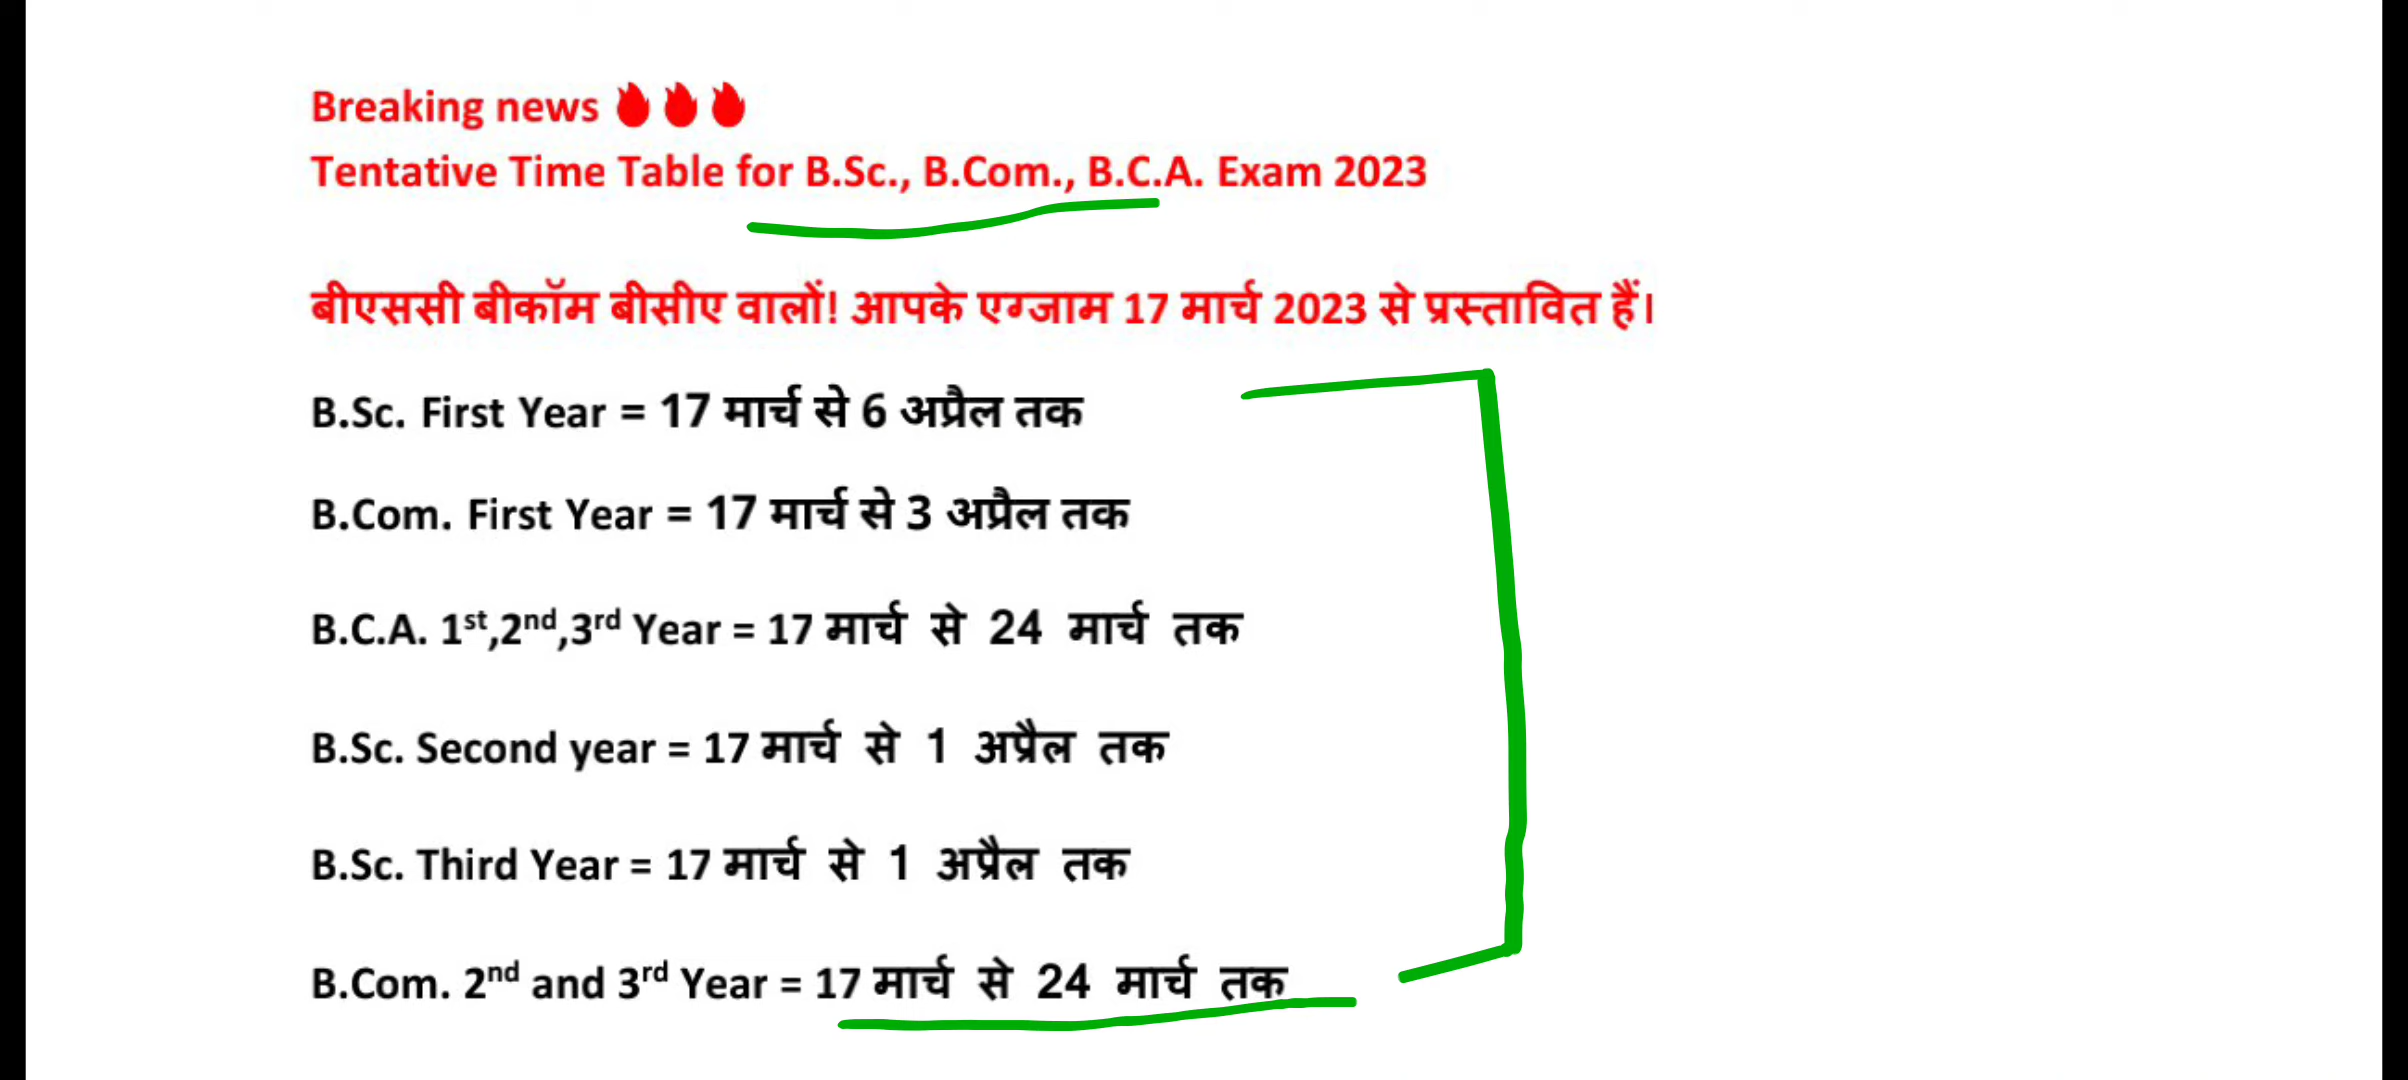 Breaking news 🔥🔥🔥
Tentative Time Table for B.Sc., B.Com., B.C.A. Exam 2023
बीएससी बीकॉम बीसीए वालों! आपके एग्जाम 17 मार्च 2023 से प्रस्तावित हैं।
B.Sc. First Year = 17 मार्च से 6 अप्रैल तक
B.Com. First Year = 17 मार्च से 3 अप्रैल तक
B.C.A. 1st,2nd,3rd Year = 17 मार्च से 24 मार्च तक
B.Sc. Second year = 17 मार्च से 1 अप्रैल तक
B.Sc. Third Year = 17 मार्च से 1 अप्रैल तक
B.Com. 2nd and 3rd Year = 17 मार्च से 24 मार्च तक